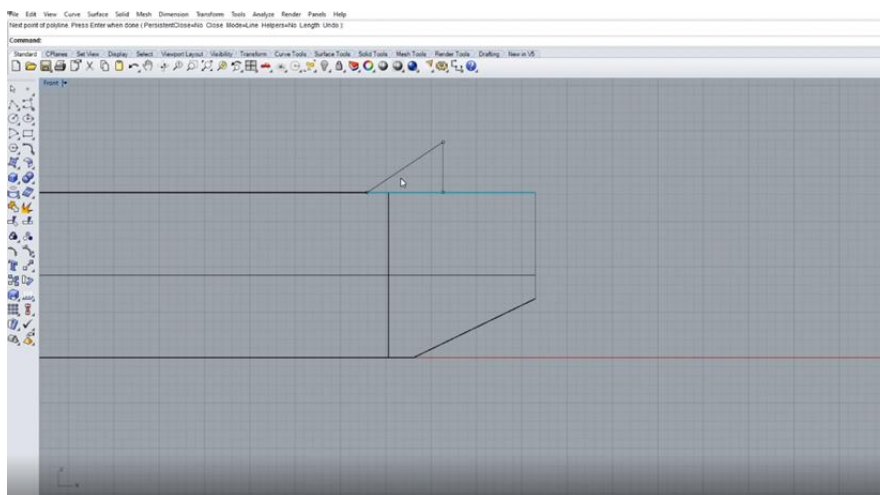 File Edit View Curve Surface Solid Mesh Dimension Transform Tools Analyze Render Panels Help
Next point of polyline. Press Enter when done ( PersistentClose=No Close Mode=Line Helpers=No Length Undo ):
Command:
Standard CPlanes Set View Display Select Viewport Layout Visibility Transform Curve Tools Surface Tools Solid Tools Mesh Tools Render Tools Drafting New in V5
Front
z
x